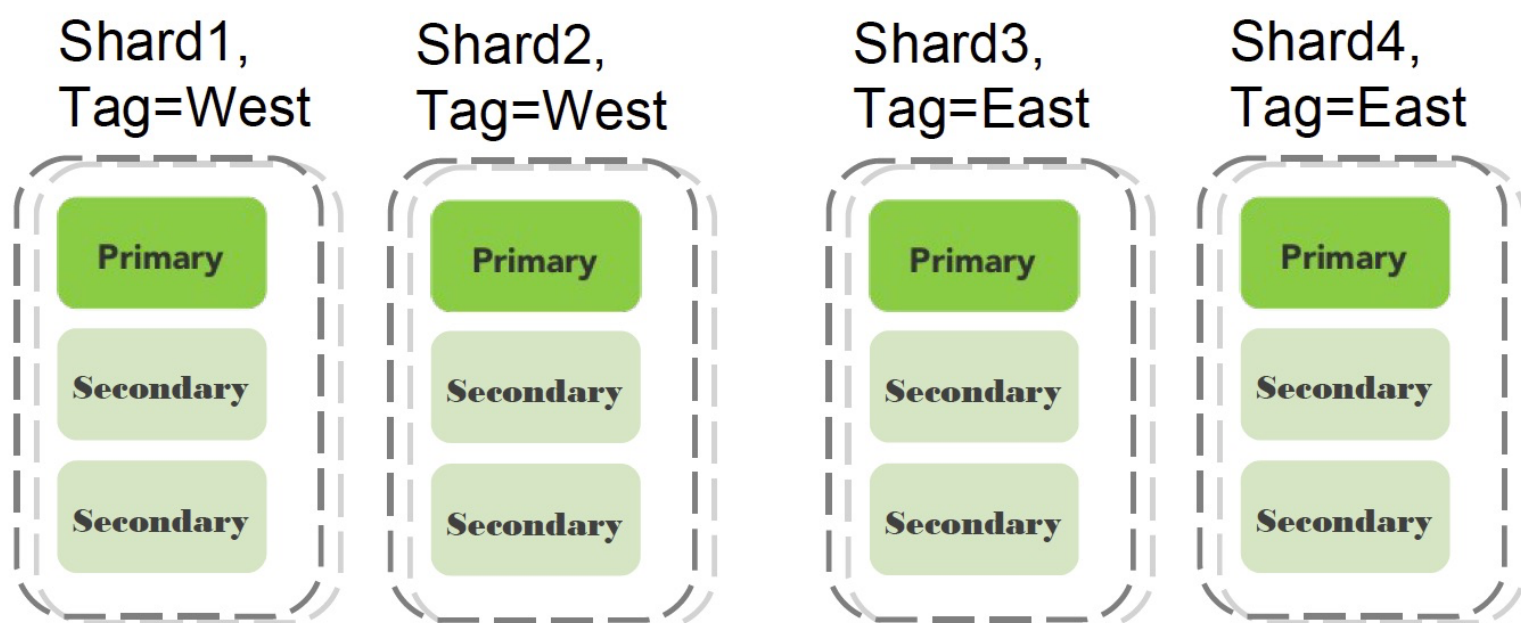 Shard1,
Tag=West
Shard2,
Tag=West
Shard3,
Tag=East
Shard4,
Tag=East
Primary
Secondary
Secondary
Primary
Secondary
Secondary
Primary
Secondary
Secondary
Primary
Secondary
Secondary